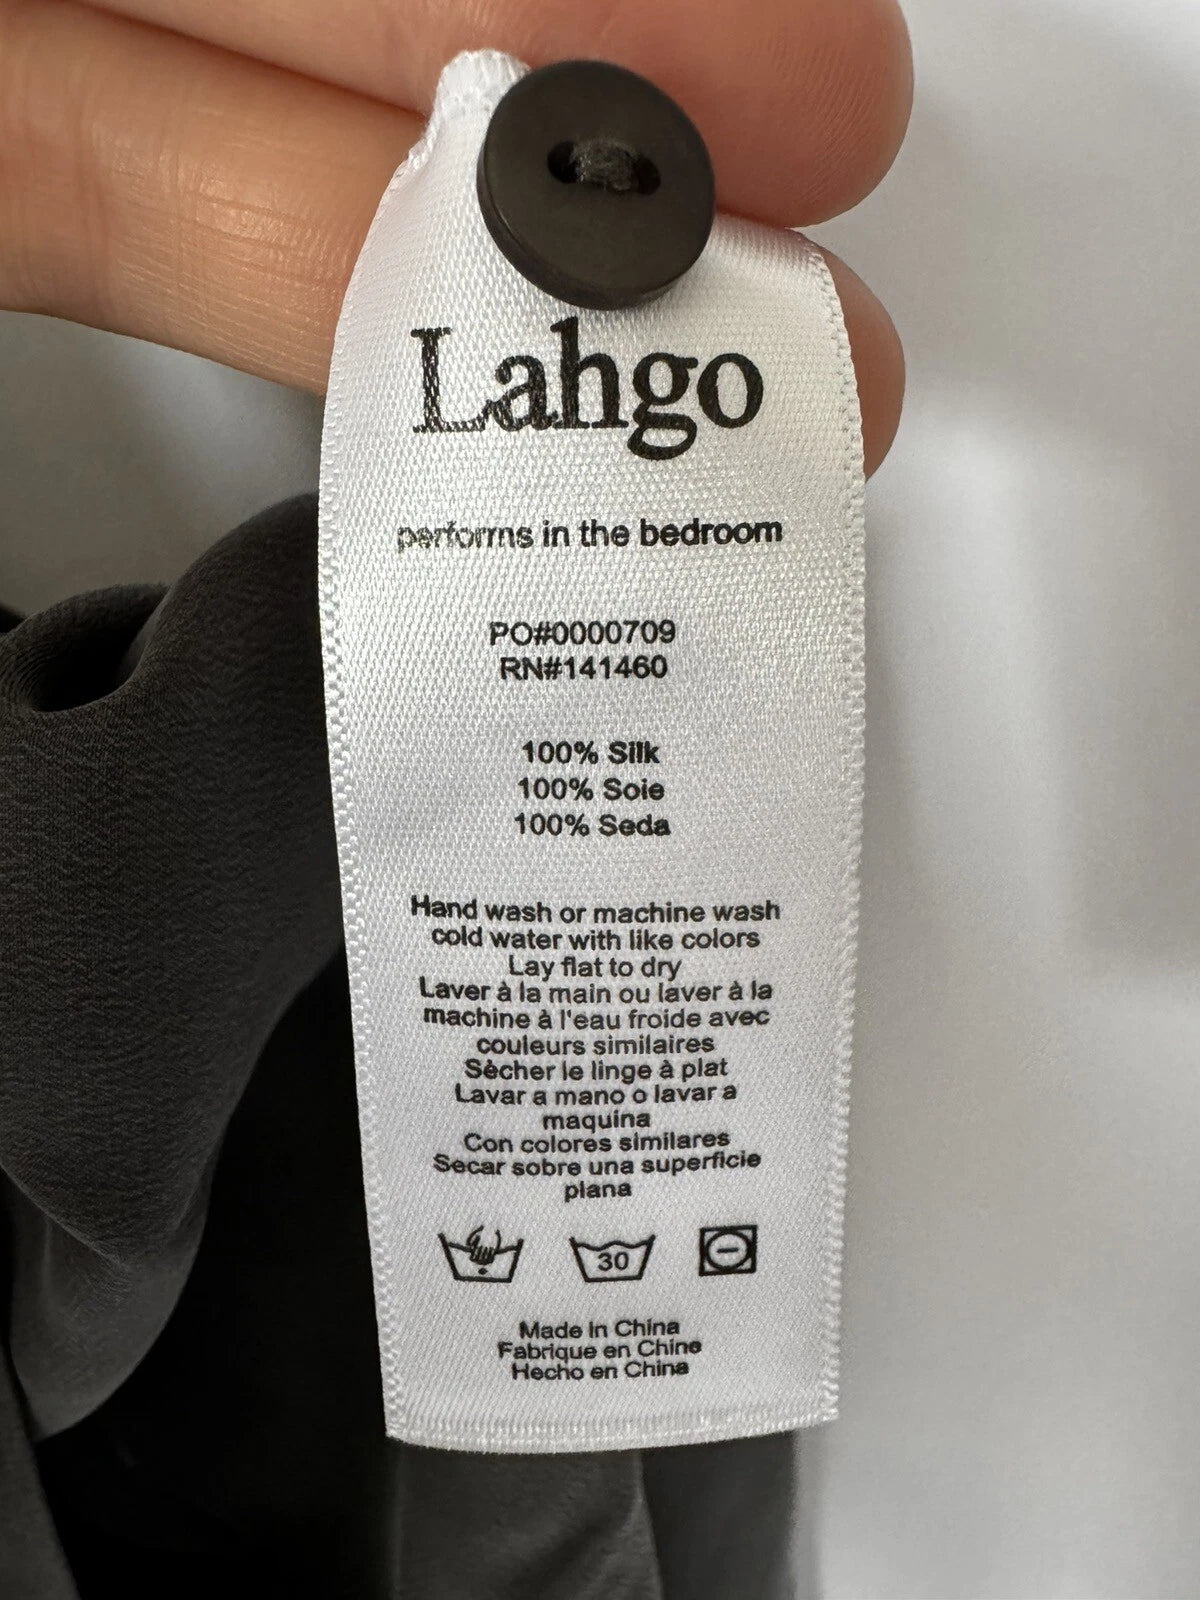 Lahgo
performs in the bedroom
PO#0000709
RN#141460
100% Silk
100% Soie
100% Seda
Hand wash or machine wash
cold water with like colors
Lay flat to dry
Laver à la main ou laver à la
machine à l'eau froide avec
couleurs similaires
Sècher le linge à plat
Lavar a mano o lavar a
maquina
Con colores similares
Secar sobre una superficie
plana
30
Made in China
Fabrique en Chine
Hecho en China